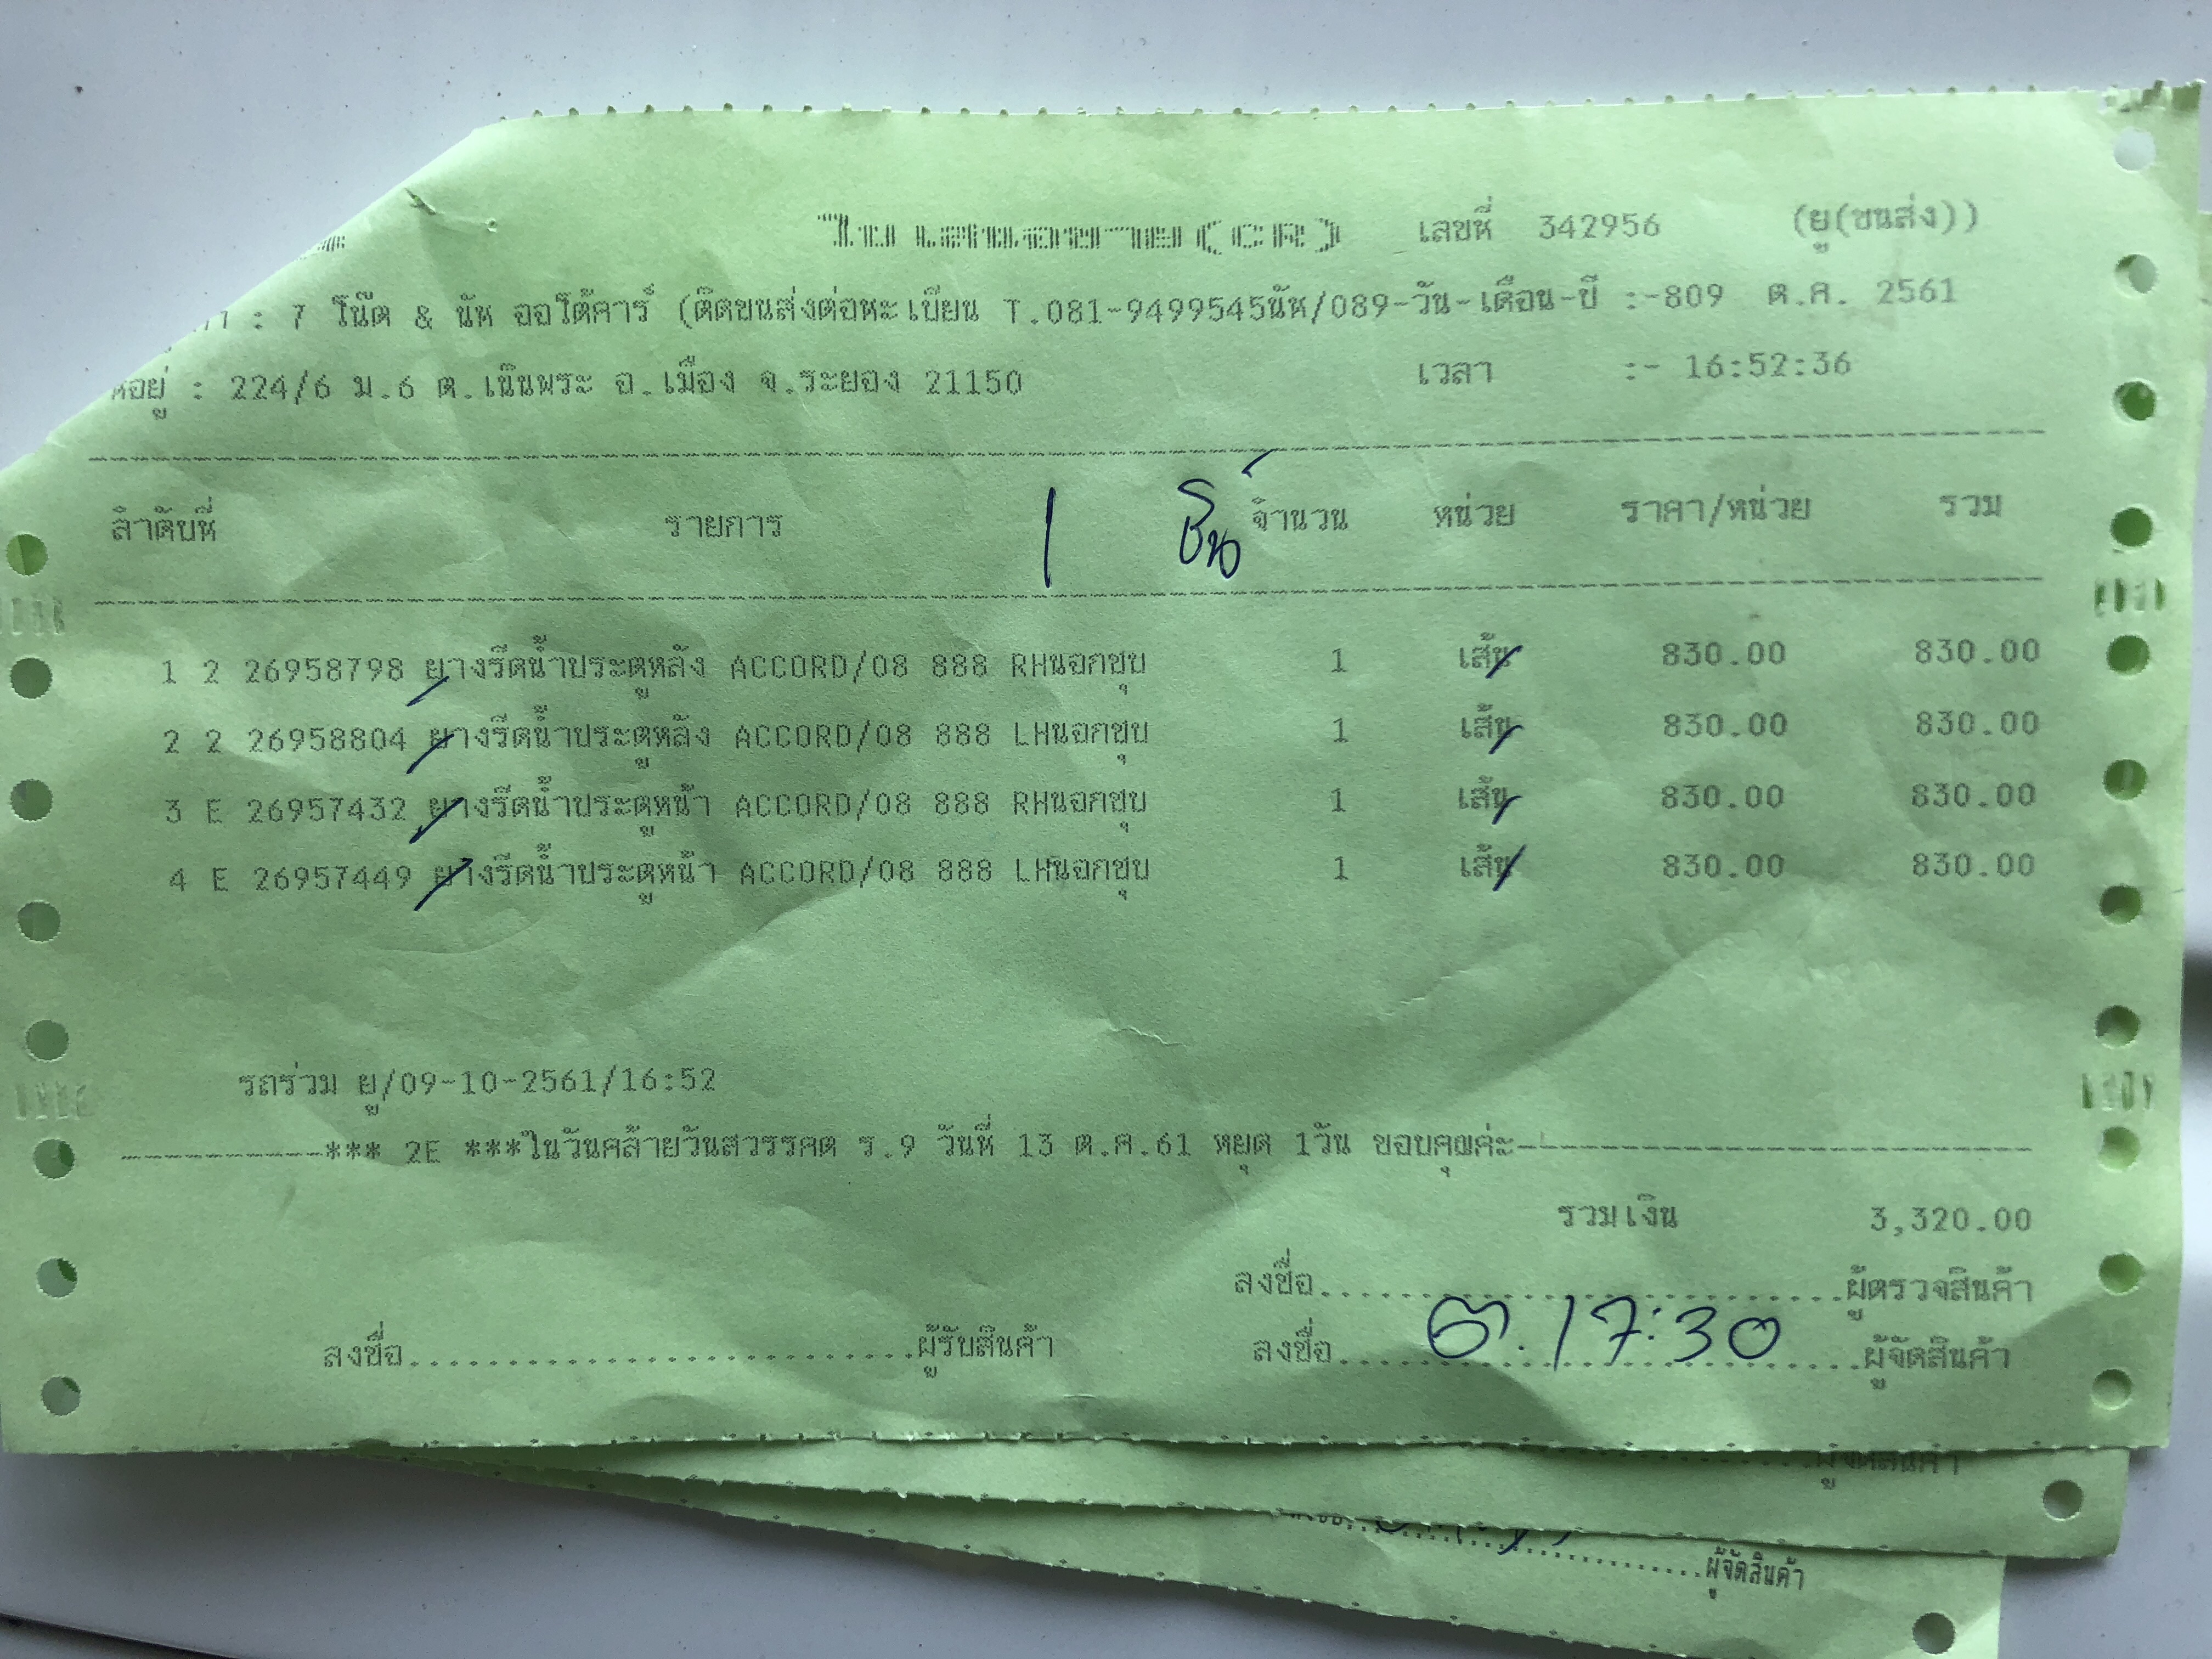 ใบเสนอขาย(CR) เลขที่ 342956 (ยู(ขนส่ง))
: 7 โน๊ต & นัท ออโต้คาร์ (ติดขนส่งต่อทะเบียน T.081-9499545นัท/089-วัน-เดือน-ปี :-809 ต.ค. 2561
ที่อยู่ : 224/6 ม.6 ต.เนินพระ อ.เมือง จ.ระยอง 21150 เวลา :- 16:52:36
ลำดับที่ รายการ 1 ชิ้น จำนวน หน่วย ราคา/หน่วย รวม
1 2 26958798 ยางรีดน้ำประตูหลัง ACCORD/08 888 RHนอกชุบ 1 เส้น 830.00 830.00
2 2 26958804 ยางรีดน้ำประตูหลัง ACCORD/08 888 LHนอกชุบ 1 เส้น 830.00 830.00
3 E 26957432 ยางรีดน้ำประตูหน้า ACCORD/08 888 RHนอกชุบ 1 เส้น 830.00 830.00
4 E 26957449 ยางรีดน้ำประตูหน้า ACCORD/08 888 LHนอกชุบ 1 เส้น 830.00 830.00
รถร่วม ยู/09-10-2561/16:52
------------*** 2E ***ในวันคล้ายวันสวรรคต ร.9 วันที่ 13 ต.ค.61 หยุด 1วัน ขอบคุณค่ะ------------
รวมเงิน 3,320.00
ลงชื่อ..............................ผู้ตรวจสินค้า
ลงชื่อ..............................ผู้รับสินค้า ลงชื่อ.....17:30.....ผู้จัดสินค้า
ผู้จัดสินค้า
ผู้จัดสินค้า